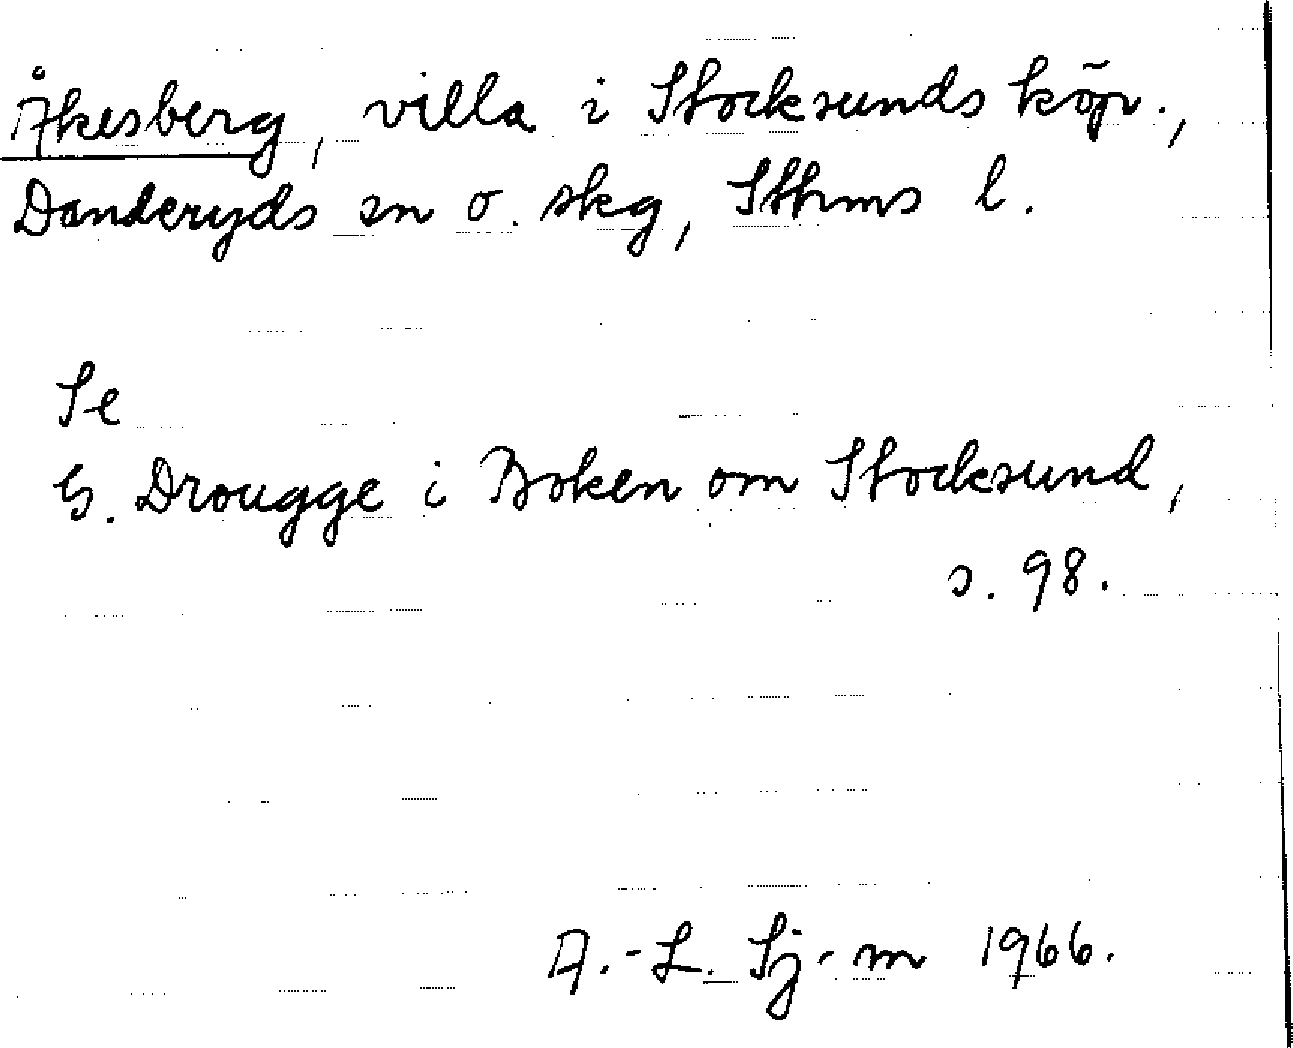 Åkesberg, villa i Stocksunds köp.,
Danderyds sn o. skg, Sthms l.
Se
G. Drougge i Boken om Stocksund,
s. 98.
A.-L. Sj-m 1966.